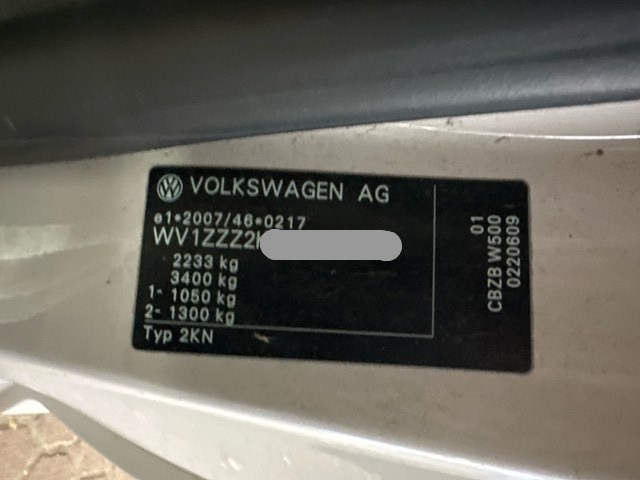 VOLKSWAGEN AG
e1*2007/46*0217
WV1ZZZ2
2233 kg
3400 kg
1- 1050 kg
2- 1300 kg
Typ 2KN
01
CBZB W500
0220609